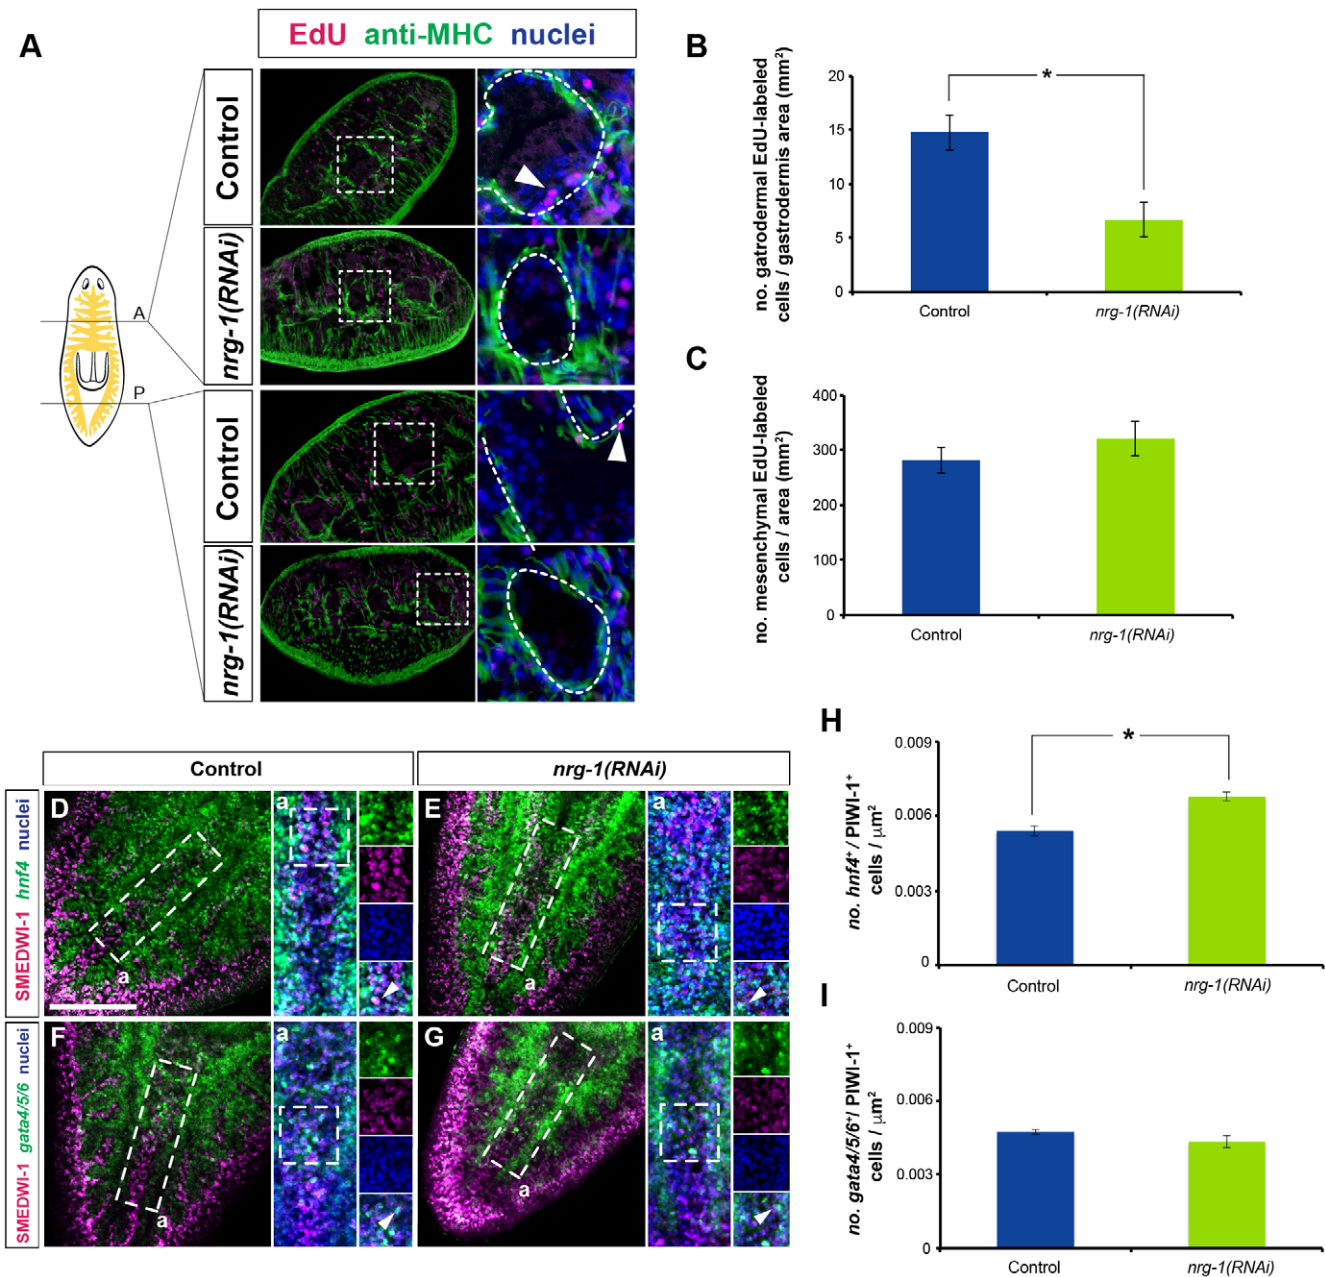 A
EdU anti-MHC nuclei
Control
nrg-1(RNAi)
Control
nrg-1(RNAi)
A
P
B
no. gatrodermal EdU-labeled
cells / gastrodermis area (mm²)
20
15
10
5
0
*
Control
nrg-1(RNAi)
C
no. mesenchymal EdU-labeled
cells / area (mm²)
400
300
200
100
0
Control
nrg-1(RNAi)
Control
nrg-1(RNAi)
SMEDWI-1 hnf4 nuclei
D
a
a
E
a
a
SMEDWI-1 gata4/5/6 nuclei
F
a
a
G
a
a
H
no. hnf4⁺ / PIWI-1⁺
cells / µm²
0.009
0.006
0.003
0
*
Control
nrg-1(RNAi)
I
no. gata4/5/6⁺/ PIWI-1⁺
cells / µm²
0.009
0.006
0.003
0
Control
nrg-1(RNAi)